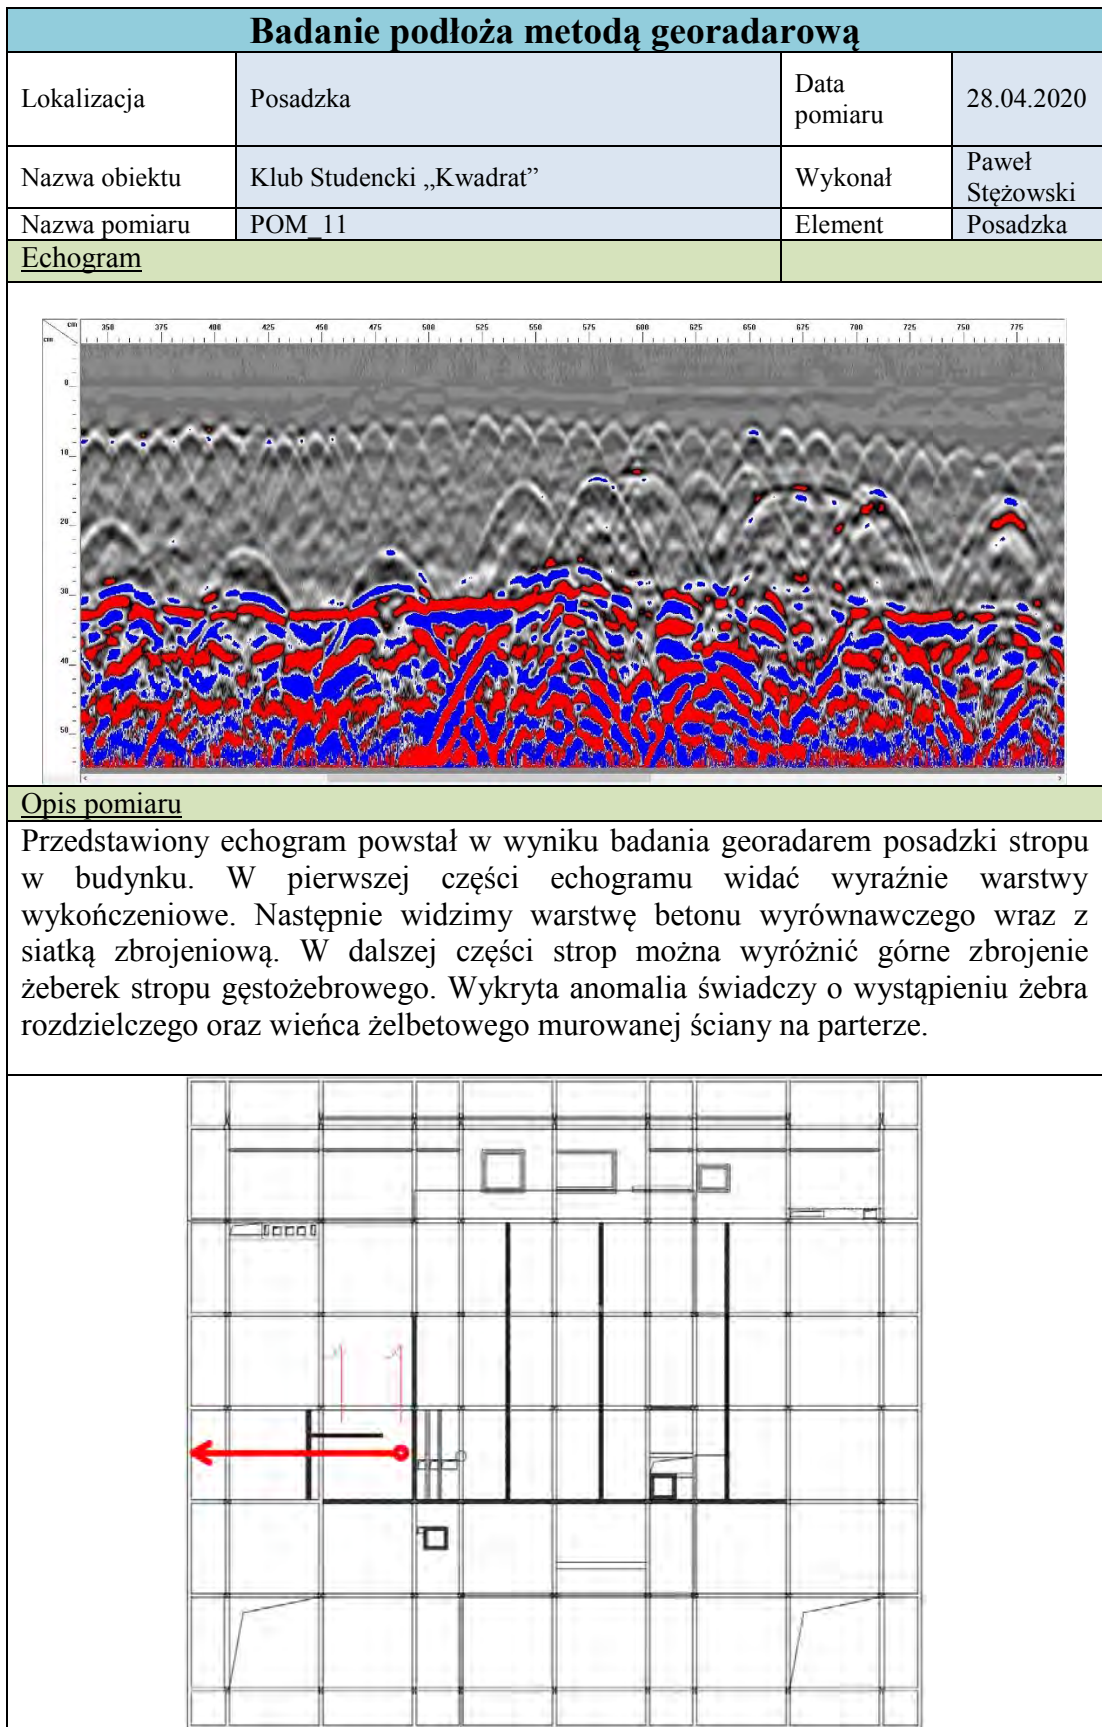 Badanie podłoża metodą georadarową
Lokalizacja Posadzka Data pomiaru 28.04.2020
Nazwa obiektu Klub Studencki „Kwadrat” Wykonał Paweł Stężowski
Nazwa pomiaru POM_11 Element Posadzka
Echogram
cm 350 375 400 425 450 475 500 525 550 575 600 625 650 675 700 725 750 775
cm
0
10
20
30
40
50
Opis pomiaru
Przedstawiony echogram powstał w wyniku badania georadarem posadzki stropu
w budynku. W pierwszej części echogramu widać wyraźnie warstwy
wykończeniowe. Następnie widzimy warstwę betonu wyrównawczego wraz z
siatką zbrojeniową. W dalszej części strop można wyróżnić górne zbrojenie
żeberek stropu gęstożebrowego. Wykryta anomalia świadczy o wystąpieniu żebra
rozdzielczego oraz wieńca żelbetowego murowanej ściany na parterze.